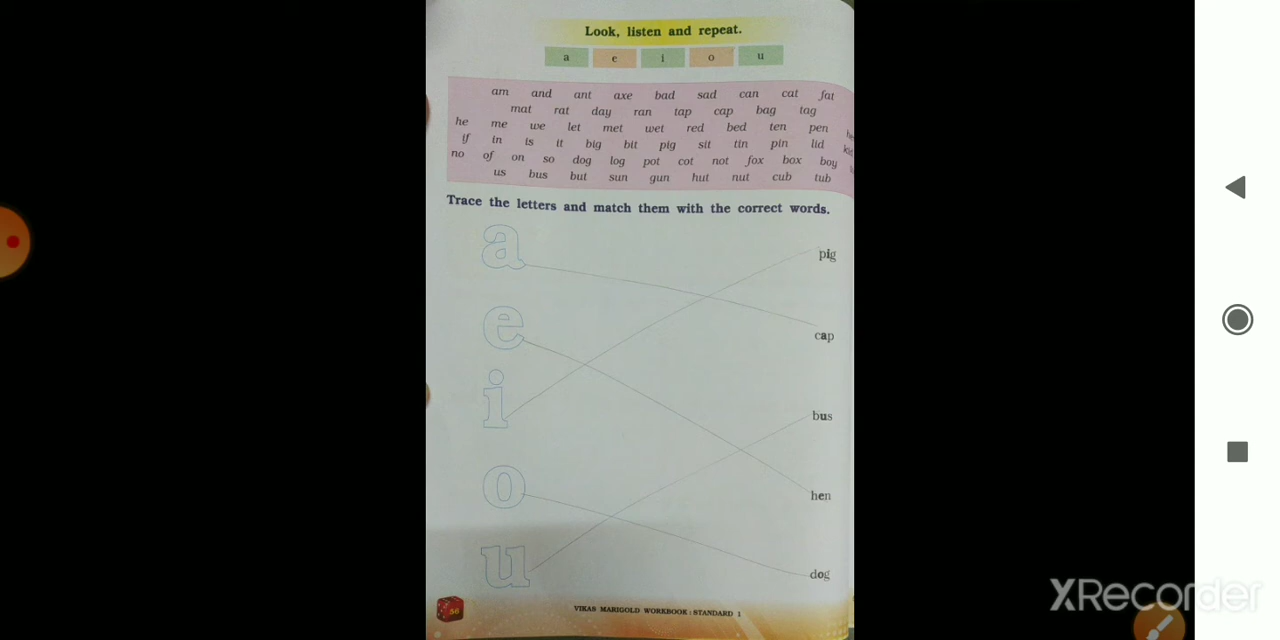 Look, listen and repeat.
a e i o u
am and ant axe bad sad can cat fat
mat rat day ran tap cap bag tag
he me we let met wet red bed ten pen
if in is it big bit pig sit tin pin lid
no of on so dog log pot cot not fox box boy
us bus but sun gun hut nut cub tub
Trace the letters and match them with the correct words.
a pig
e cap
i bus
o hen
u dog
56
VIKAS MARIGOLD WORKBOOK : STANDARD 1
XRecorder